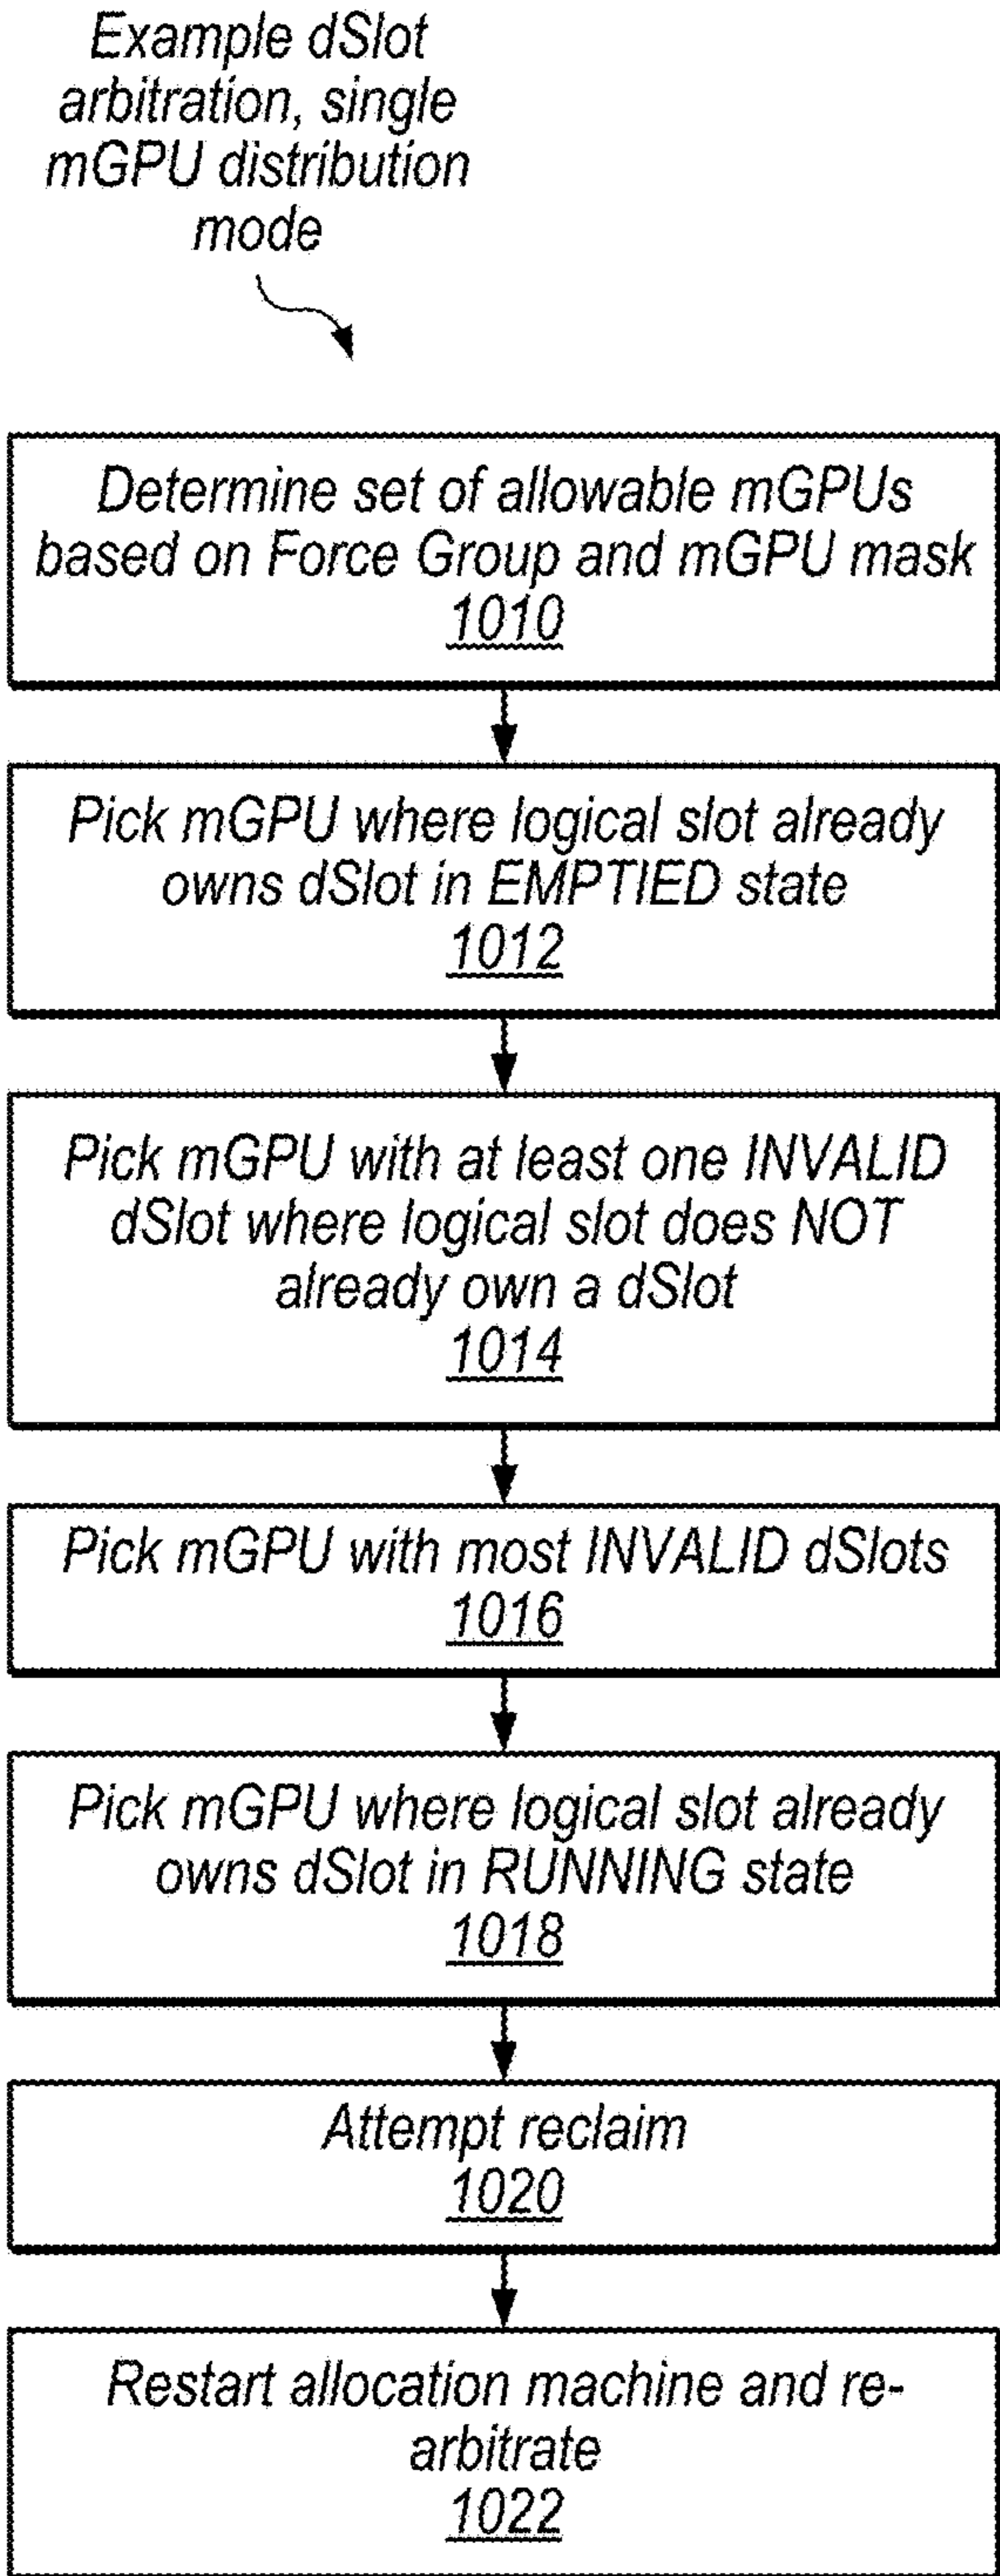 Example dSlot
arbitration, single
mGPU distribution
mode
Determine set of allowable mGPUs
based on Force Group and mGPU mask
1010
Pick mGPU where logical slot already
owns dSlot in EMPTIED state
1012
Pick mGPU with at least one INVALID
dSlot where logical slot does NOT
already own a dSlot
1014
Pick mGPU with most INVALID dSlots
1016
Pick mGPU where logical slot already
owns dSlot in RUNNING state
1018
Attempt reclaim
1020
Restart allocation machine and re-
arbitrate
1022